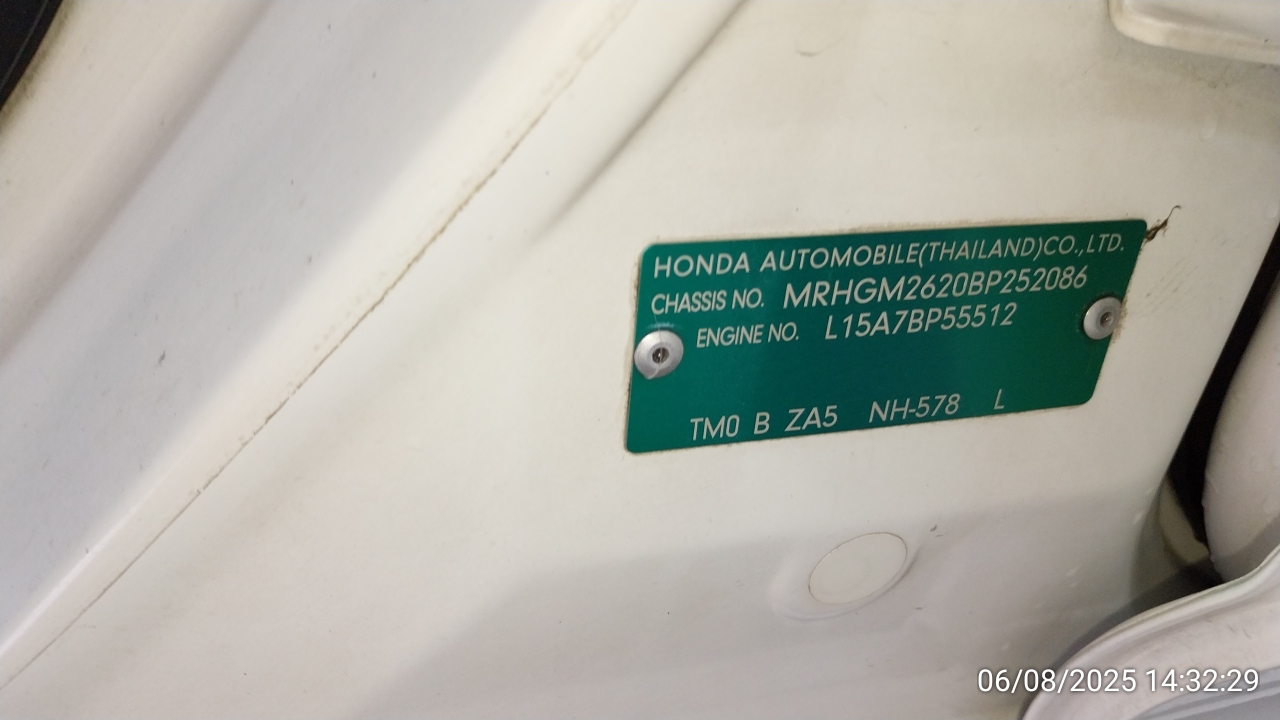 HONDA AUTOMOBILE(THAILAND)CO.,LTD.
CHASSIS NO. MRHGM2620BP252086
ENGINE NO. L15A7BP55512
TM0 B ZA5 NH-578 L
06/08/2025 14:32:29